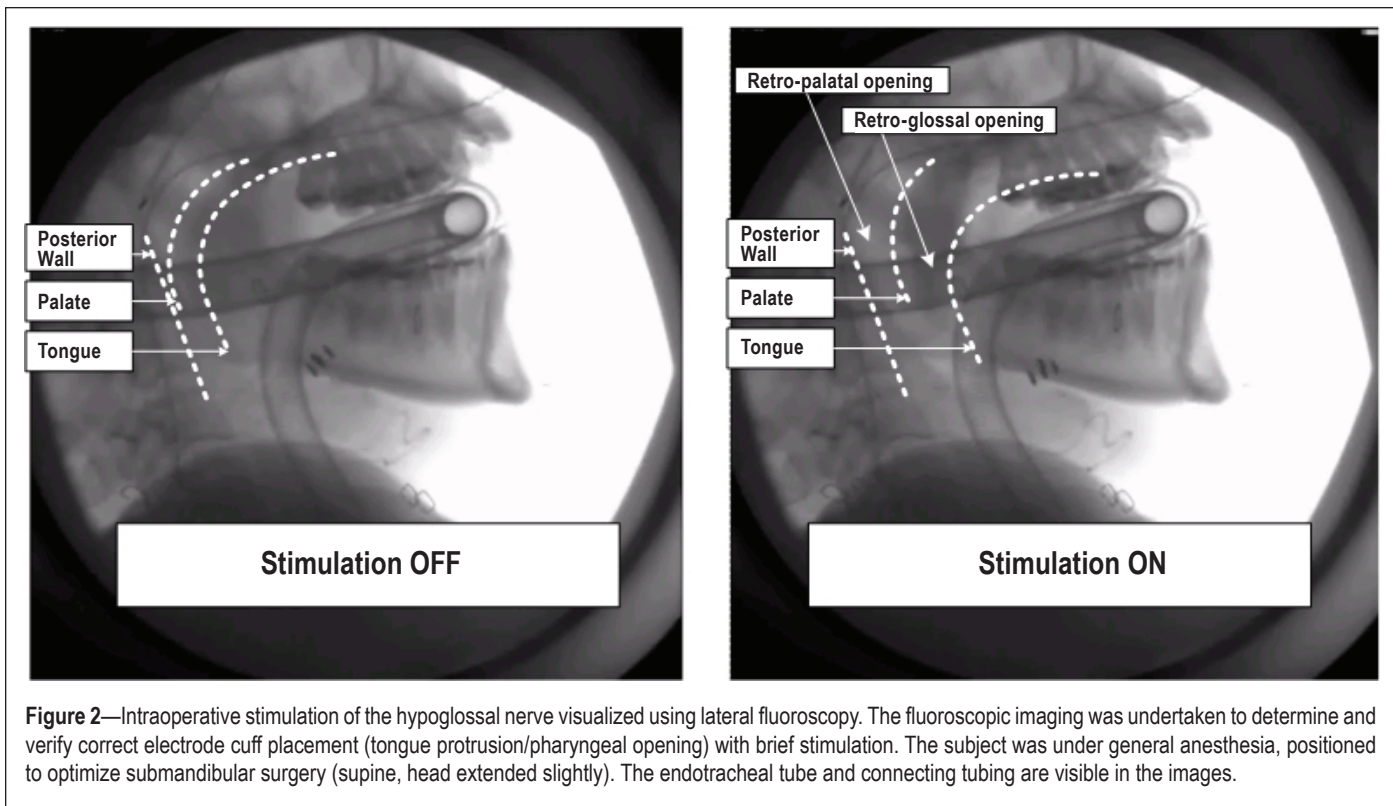 Posterior
Wall
Palate
Tongue
Stimulation OFF
Retro-palatal opening
Retro-glossal opening
Posterior
Wall
Palate
Tongue
Stimulation ON
Figure 2—Intraoperative stimulation of the hypoglossal nerve visualized using lateral fluoroscopy. The fluoroscopic imaging was undertaken to determine and
verify correct electrode cuff placement (tongue protrusion/pharyngeal opening) with brief stimulation. The subject was under general anesthesia, positioned
to optimize submandibular surgery (supine, head extended slightly). The endotracheal tube and connecting tubing are visible in the images.